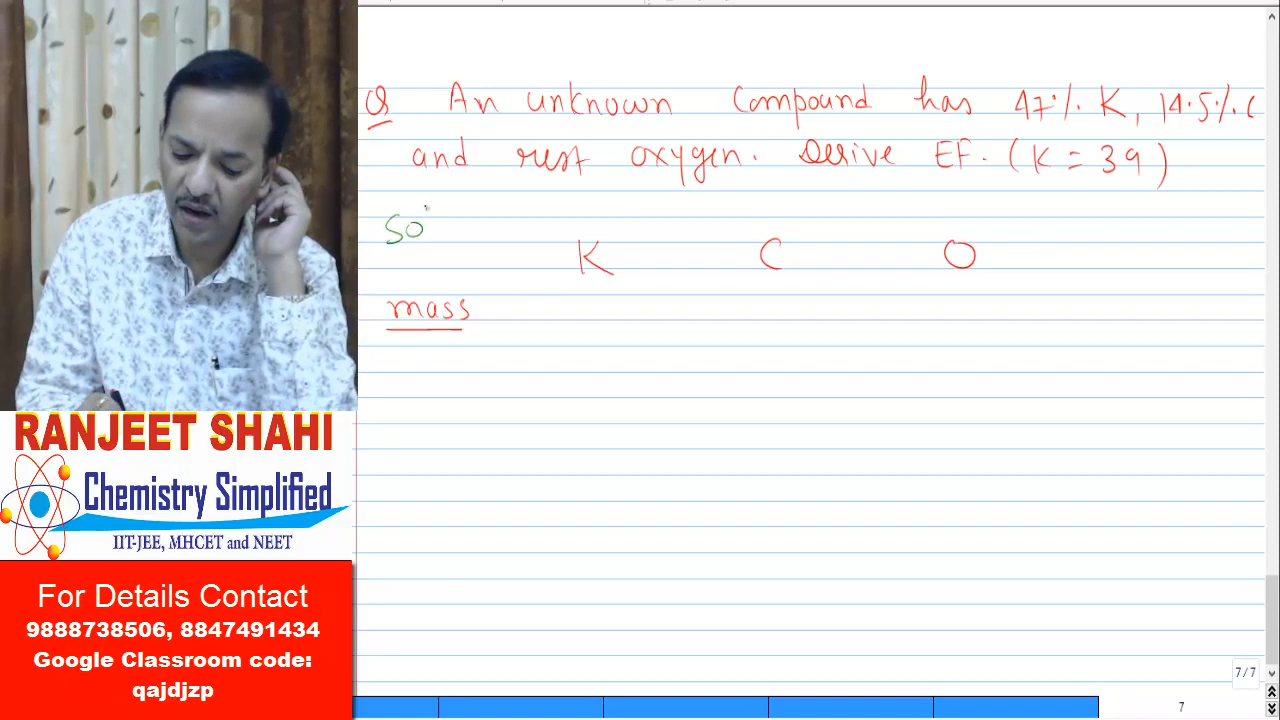 Q An unknown compound has 47% K, 14.5% C
and rest oxygen. Derive EF. (K = 39)
So
K C O
mass
RANJEET SHAHI
Chemistry Simplified
IIT-JEE, MHCET and NEET
For Details Contact
9888738506, 8847491434
Google Classroom code:
qajdjzp
7/7
7